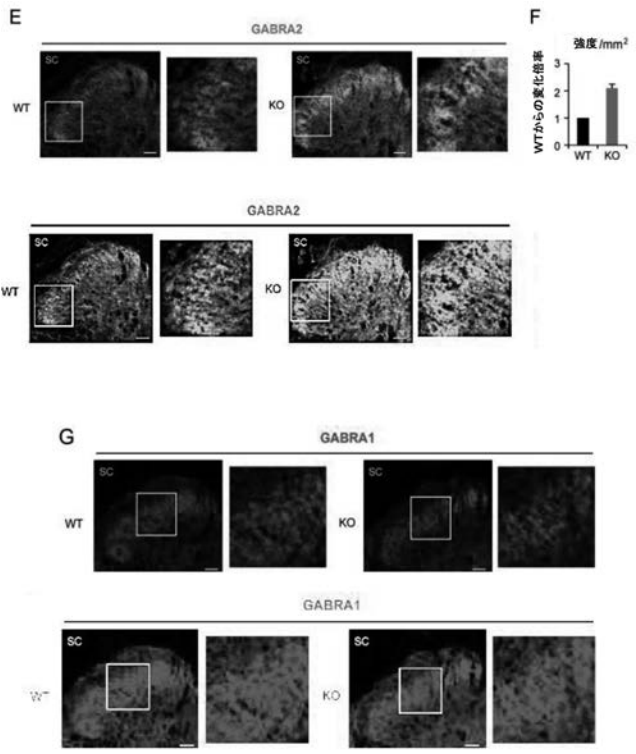 E
GABRA2
SC
WT
KO
SC
F
強度/mm²
WTからの変化倍率
3
2
1
0
WT
KO
GABRA2
SC
WT
KO
SC
G
GABRA1
SC
WT
KO
SC
GABRA1
SC
WT
KO
SC